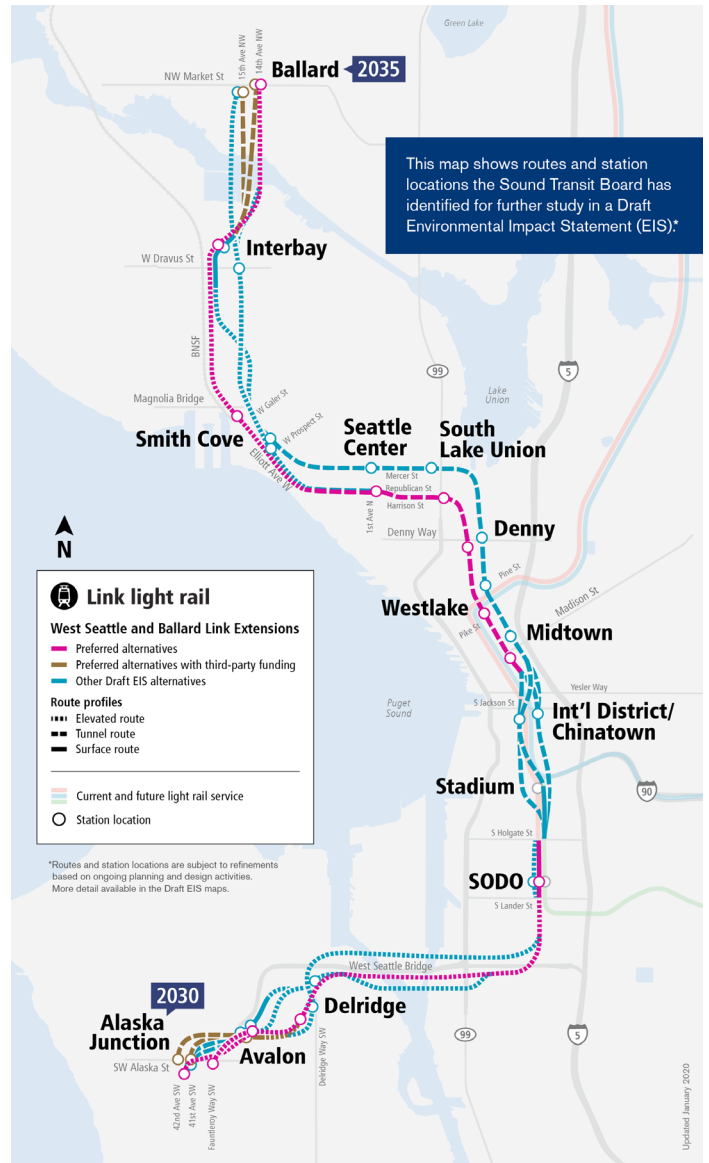 Green Lake
15th Ave NW
14th Ave NW
Ballard
2035
NW Market St
This map shows routes and station
locations the Sound Transit Board has
identified for further study in a Draft
Environmental Impact Statement (EIS).*
Interbay
W Dravus St
BNSF
99
5
Lake
Union
Magnolia Bridge
W Galer St
W Prospect St
Smith Cove
Elliott Ave W
Seattle
Center
South
Lake Union
Mercer St
Republican St
Harrison St
1st Ave N
Denny Way
Denny
N
Pine St
Madison St
Westlake
Pike St
Midtown
Link light rail
West Seattle and Ballard Link Extensions
Preferred alternatives
Preferred alternatives with third-party funding
Other Draft EIS alternatives
Route profiles
Elevated route
Tunnel route
Surface route
Current and future light rail service
Station location
Yesler Way
Puget
Sound
S Jackson St
Int'l District/
Chinatown
Stadium
90
S Holgate St
*Routes and station locations are subject to refinements
based on ongoing planning and design activities.
More detail available in the Draft EIS maps.
SODO
S Lander St
West Seattle Bridge
2030
Delridge
Alaska
Junction
Avalon
99
5
SW Alaska St
42nd Ave SW
41st Ave SW
Fauntleroy Way SW
Delridge Way SW
Updated January 2020